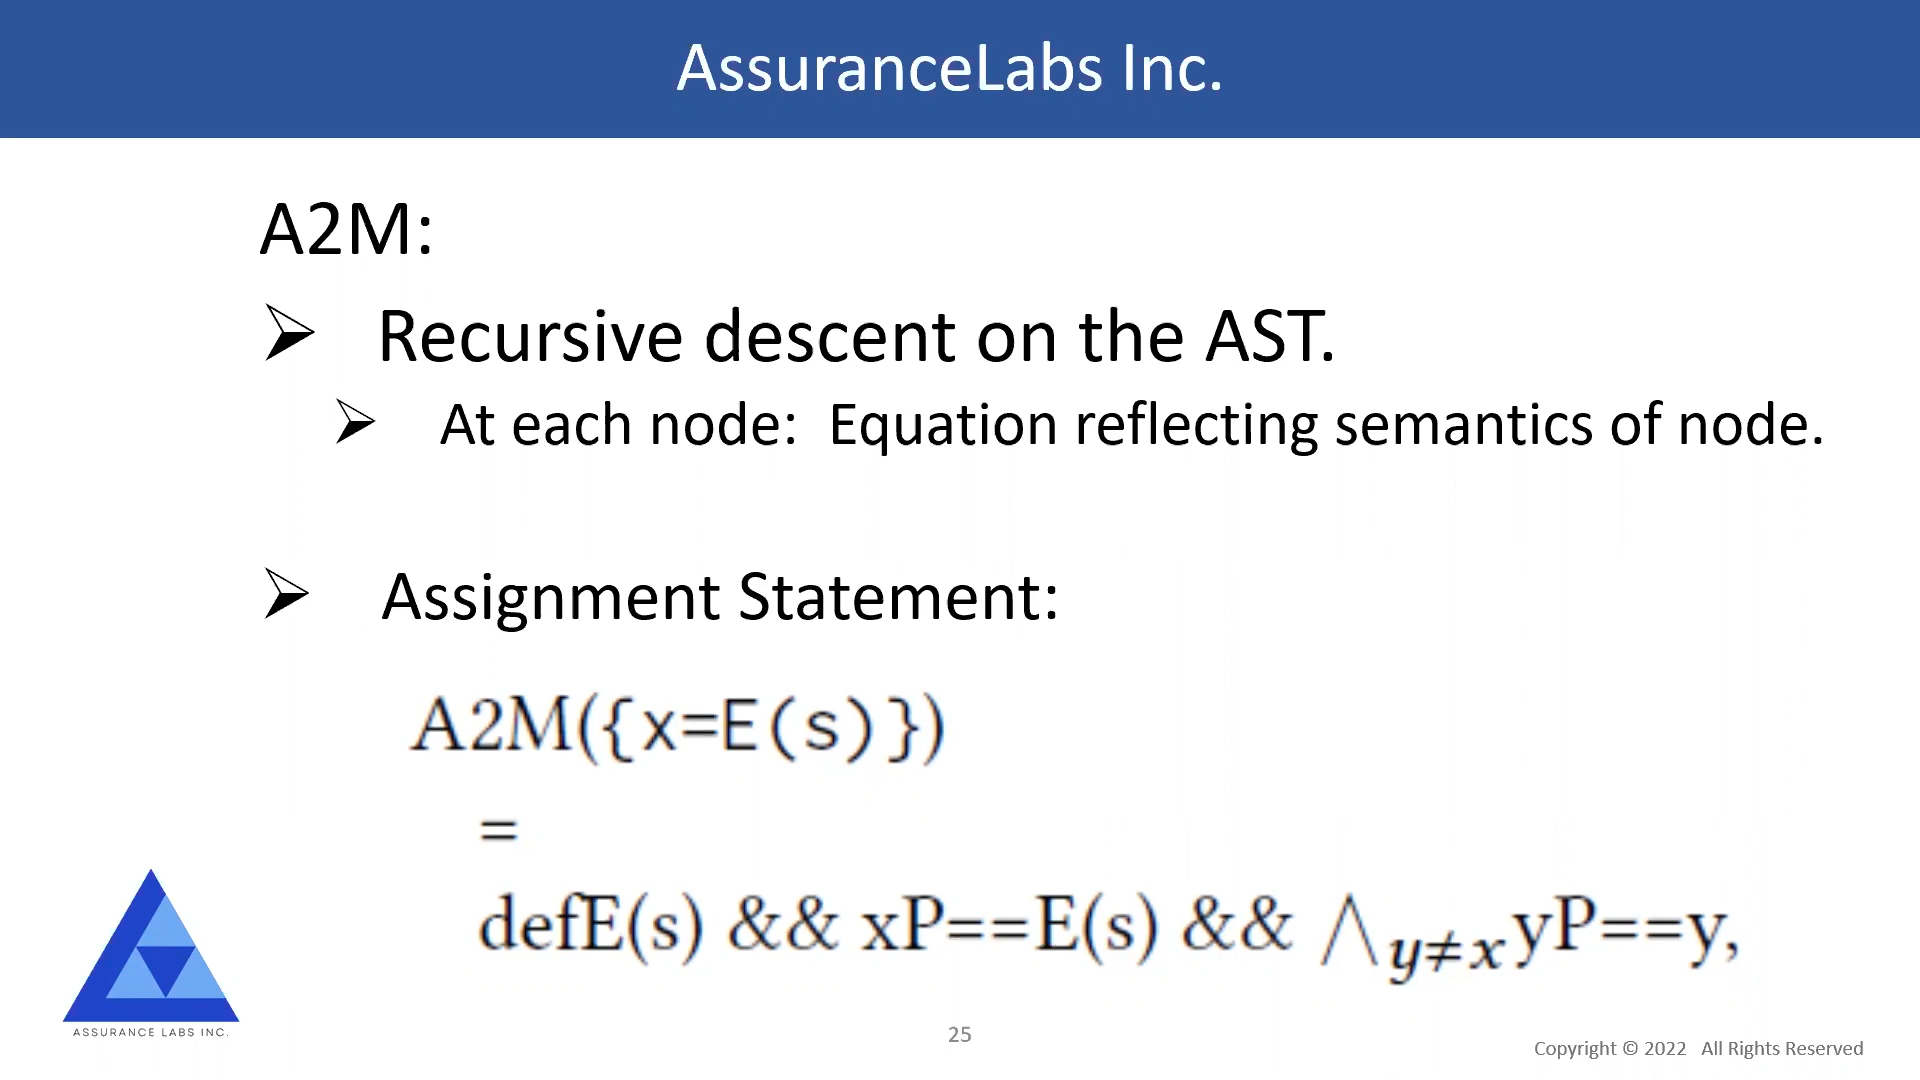 AssuranceLabs Inc.
A2M:
Recursive descent on the AST.
At each node: Equation reflecting semantics of node.
Assignment Statement:
A2M({x=E(s)})
=
defE(s) && xP==E(s) && ⋀y≠x yP==y,
ASSURANCE LABS INC.
25
Copyright © 2022 All Rights Reserved